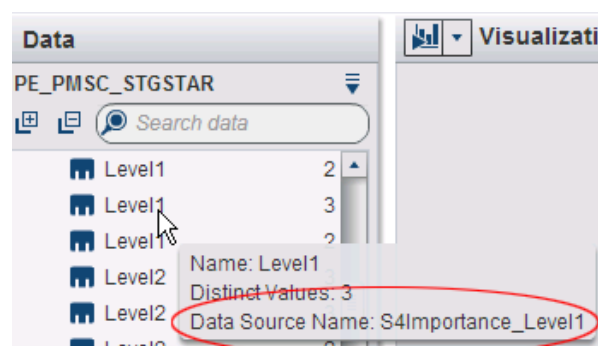 Data
Visualizati
PE_PMSC_STGSTAR
Search data
Level1 2
Level1 3
Level1 2
Level2
Level2
Name: Level1
Distinct Values: 3
Data Source Name: S4Importance_Level1